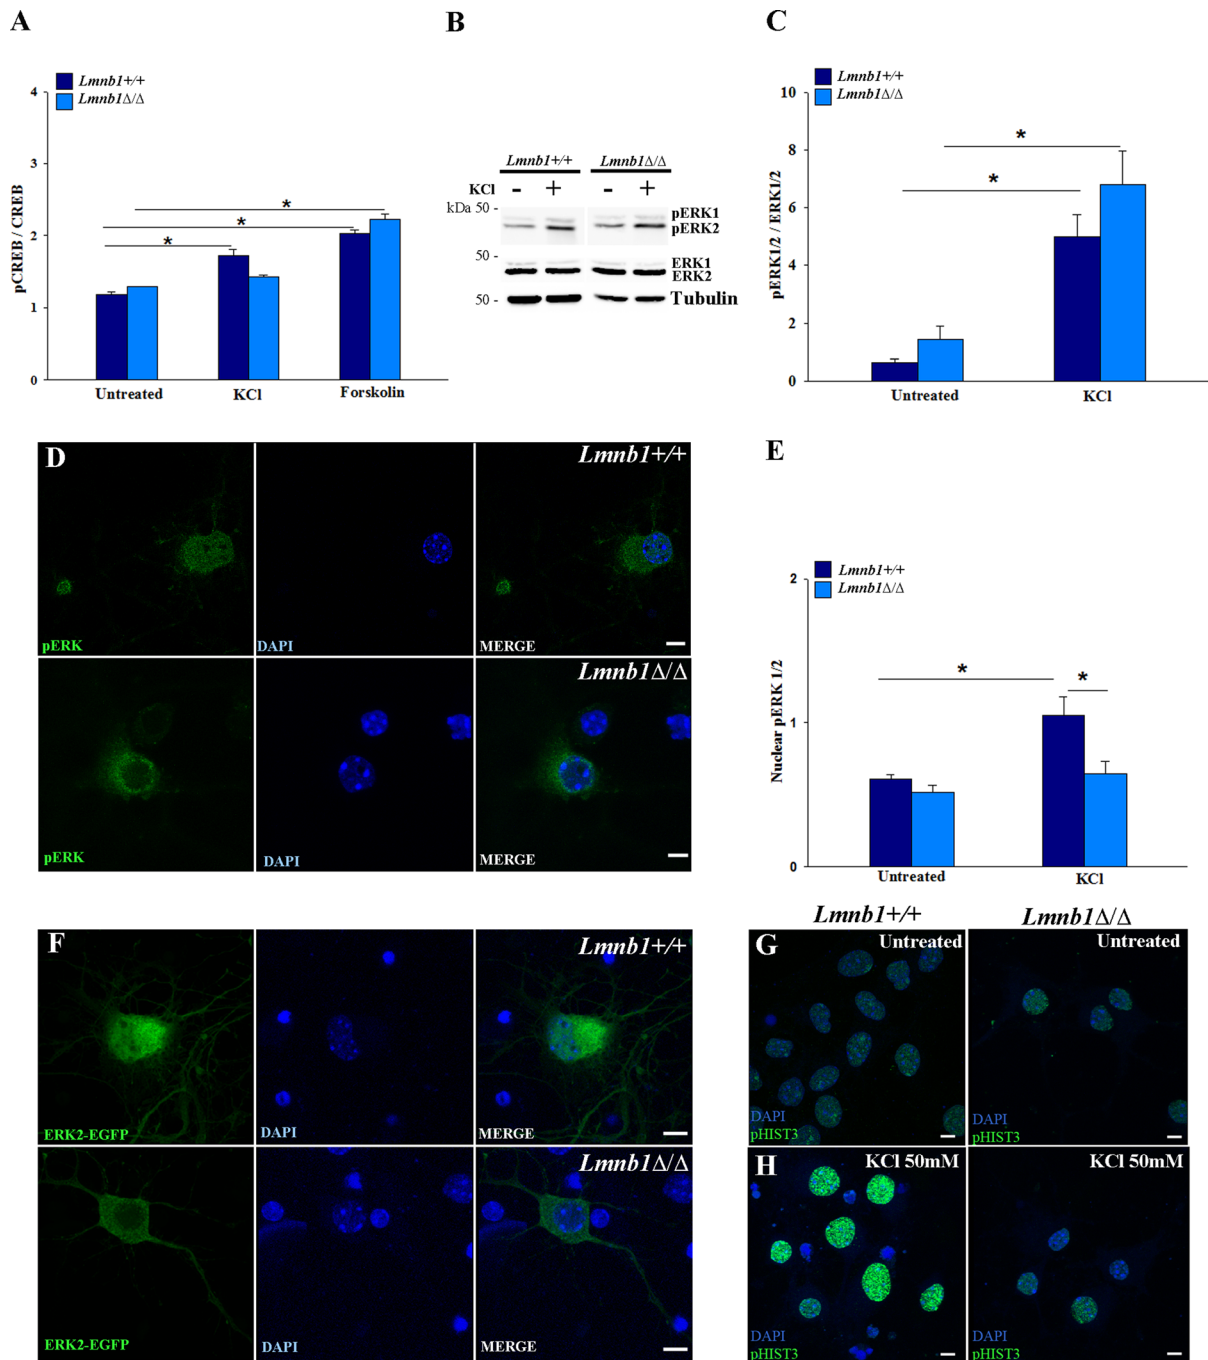 A
Lmnb1+/+
Lmnb1Δ/Δ
4
3
2
1
0
pCREB / CREB
*
*
*
Untreated
KCl
Forskolin
B
Lmnb1+/+
Lmnb1Δ/Δ
KCl
-
+
-
+
kDa 50 -
pERK1
pERK2
50 -
ERK1
ERK2
50 -
Tubulin
C
Lmnb1+/+
Lmnb1Δ/Δ
10
8
6
4
2
0
pERK1/2 / ERK1/2
*
*
Untreated
KCl
D
Lmnb1+/+
pERK
DAPI
MERGE
Lmnb1Δ/Δ
pERK
DAPI
MERGE
E
Lmnb1+/+
Lmnb1Δ/Δ
2
1
0
Nuclear pERK 1/2
*
*
Untreated
KCl
F
Lmnb1+/+
ERK2-EGFP
DAPI
MERGE
Lmnb1Δ/Δ
ERK2-EGFP
DAPI
MERGE
Lmnb1+/+
Lmnb1Δ/Δ
G
Untreated
DAPI
pHIST3
Untreated
DAPI
pHIST3
H
KCl 50mM
DAPI
pHIST3
KCl 50mM
DAPI
pHIST3